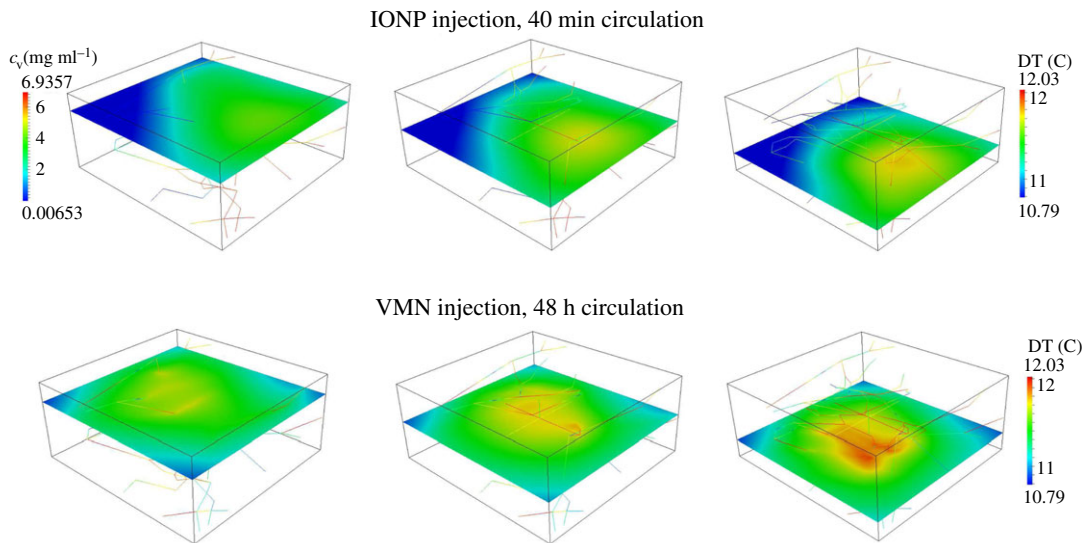 IONP injection, 40 min circulation
cᵥ(mg ml⁻¹)
6.9357
6
4
2
0.00653
DT (C)
12.03
12
11
10.79
VMN injection, 48 h circulation
DT (C)
12.03
12
11
10.79